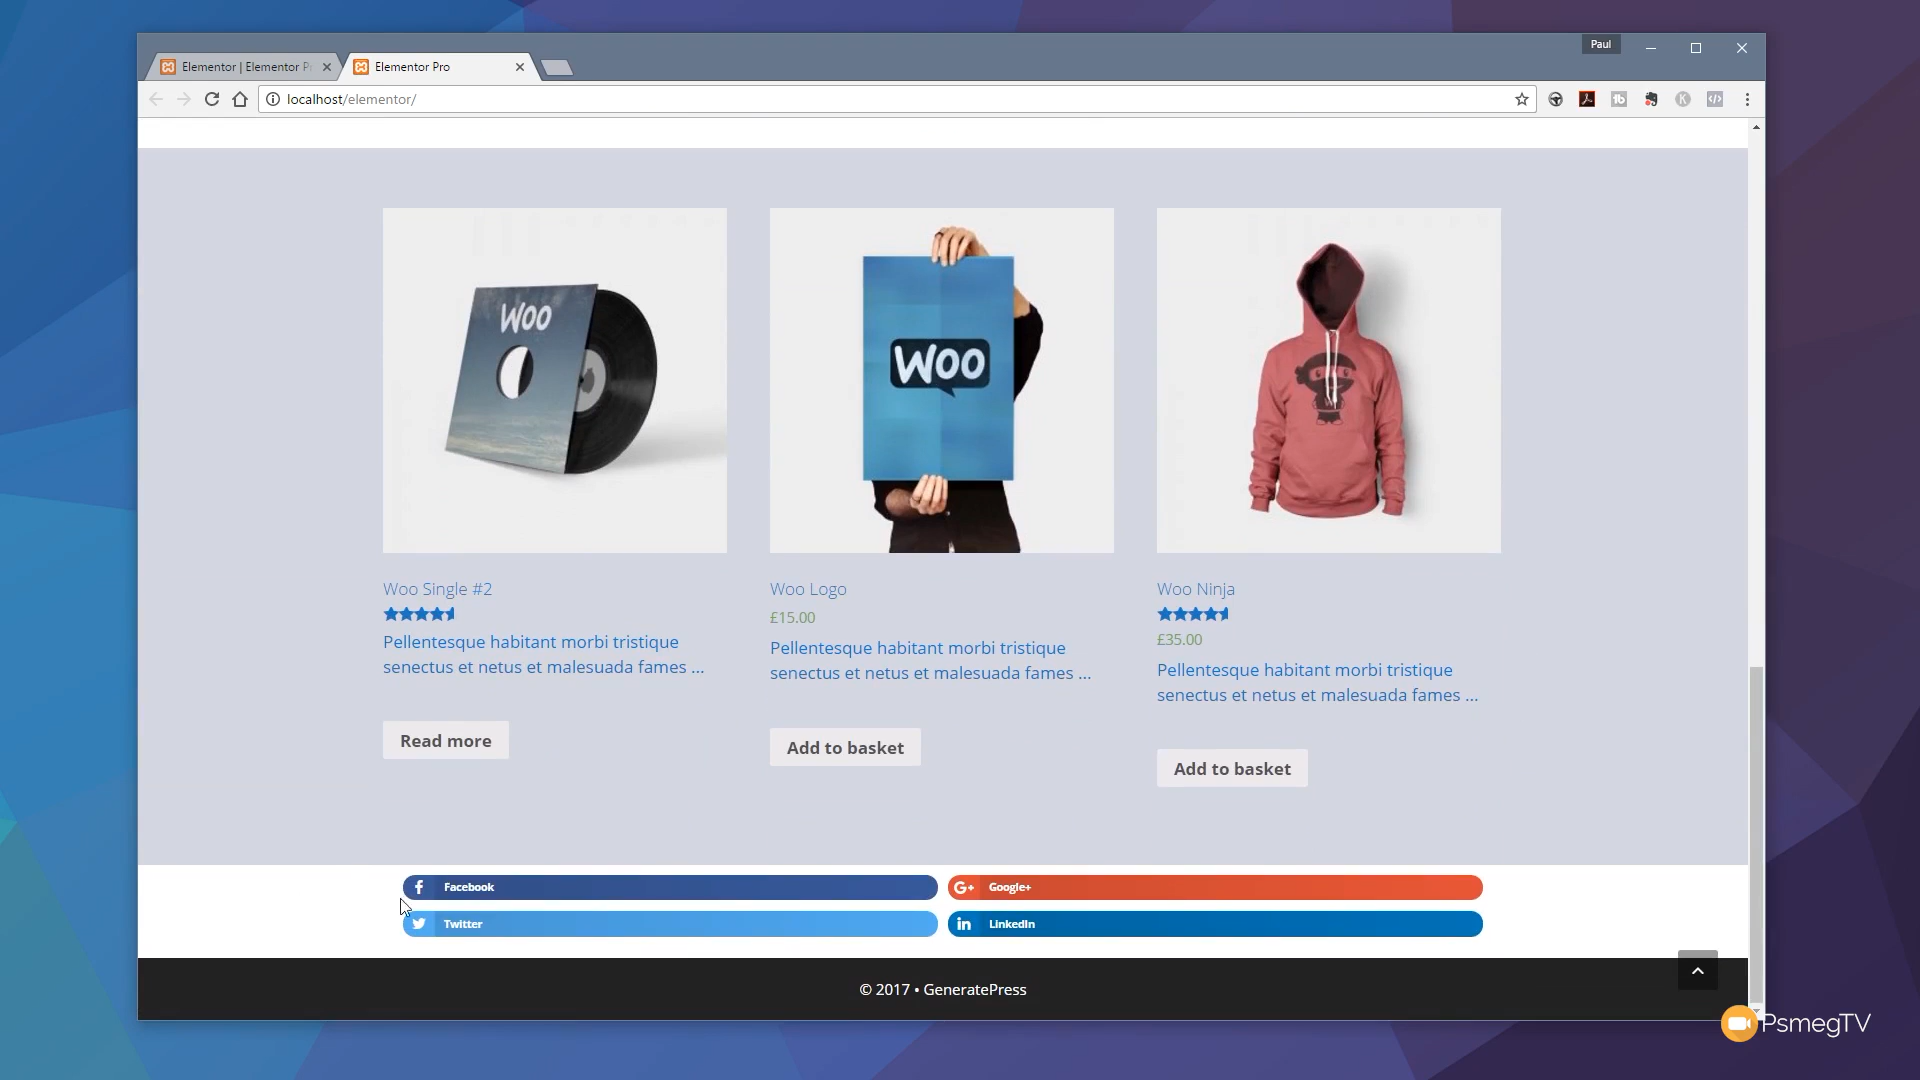 Paul
Elementor | Elementor P
Elementor Pro
localhost/elementor/
WOO
WOO
Woo Single #2
Pellentesque habitant morbi tristique
senectus et netus et malesuada fames ...
Read more
Woo Logo
£15.00
Pellentesque habitant morbi tristique
senectus et netus et malesuada fames ...
Add to basket
Woo Ninja
£35.00
Pellentesque habitant morbi tristique
senectus et netus et malesuada fames ...
Add to basket
Facebook
Google+
Twitter
LinkedIn
© 2017 • GeneratePress
PsmegTV